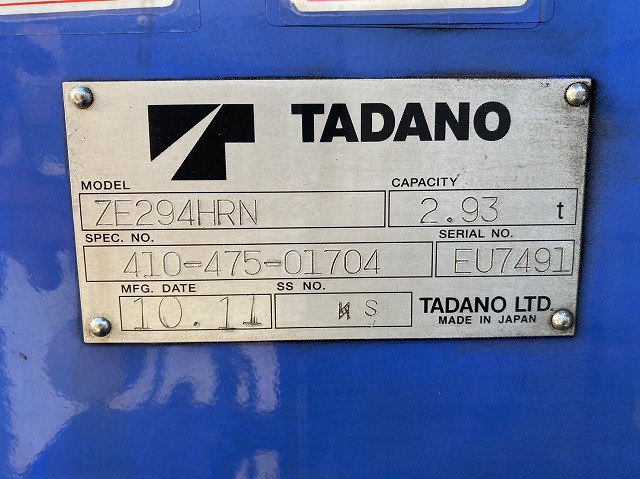 TADANO
MODEL
ZE294HRN
CAPACITY
2.93 t
SPEC. NO.
410-475-01704
SERIAL NO.
EU7491
MFG. DATE
10.11
SS NO.
S
TADANO LTD.
MADE IN JAPAN